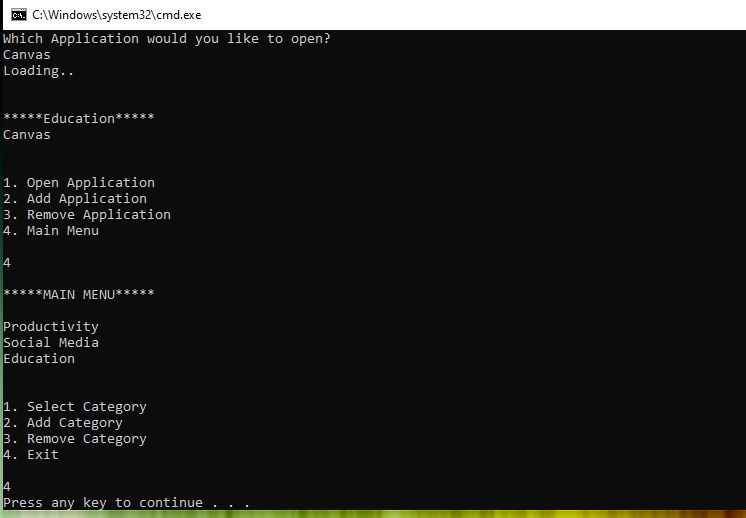 C:\Windows\system32\cmd.exe
Which Application would you like to open?
Canvas
Loading..
*****Education*****
Canvas
1. Open Application
2. Add Application
3. Remove Application
4. Main Menu
4
*****MAIN MENU*****
Productivity
Social Media
Education
1. Select Category
2. Add Category
3. Remove Category
4. Exit
4
Press any key to continue . . .